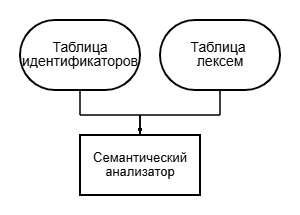 Таблица
идентификаторов
Таблица
лексем
Семантический
анализатор